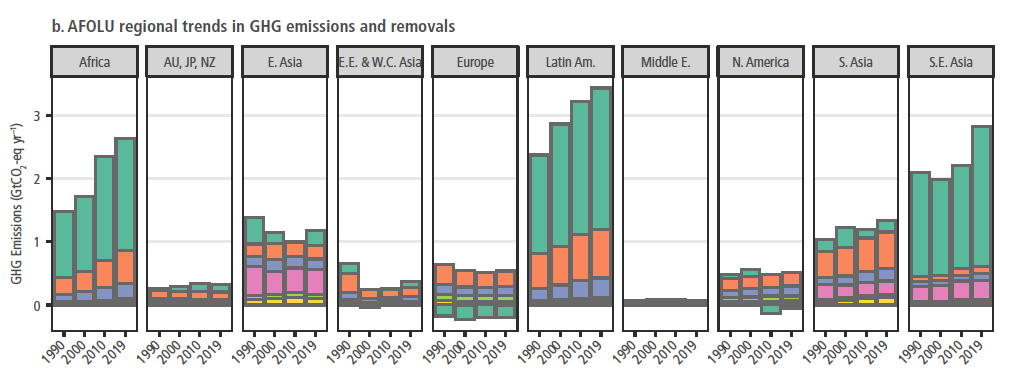 b. AFOLU regional trends in GHG emissions and removals
Africa AU, JP, NZ E. Asia E.E. & W.C. Asia Europe Latin Am. Middle E. N. America S. Asia S.E. Asia
GHG Emissions (GtCO₂-eq yr⁻¹)
3
2
1
0
1990 2000 2010 2019 1990 2000 2010 2019 1990 2000 2010 2019 1990 2000 2010 2019 1990 2000 2010 2019 1990 2000 2010 2019 1990 2000 2010 2019 1990 2000 2010 2019 1990 2000 2010 2019 1990 2000 2010 2019